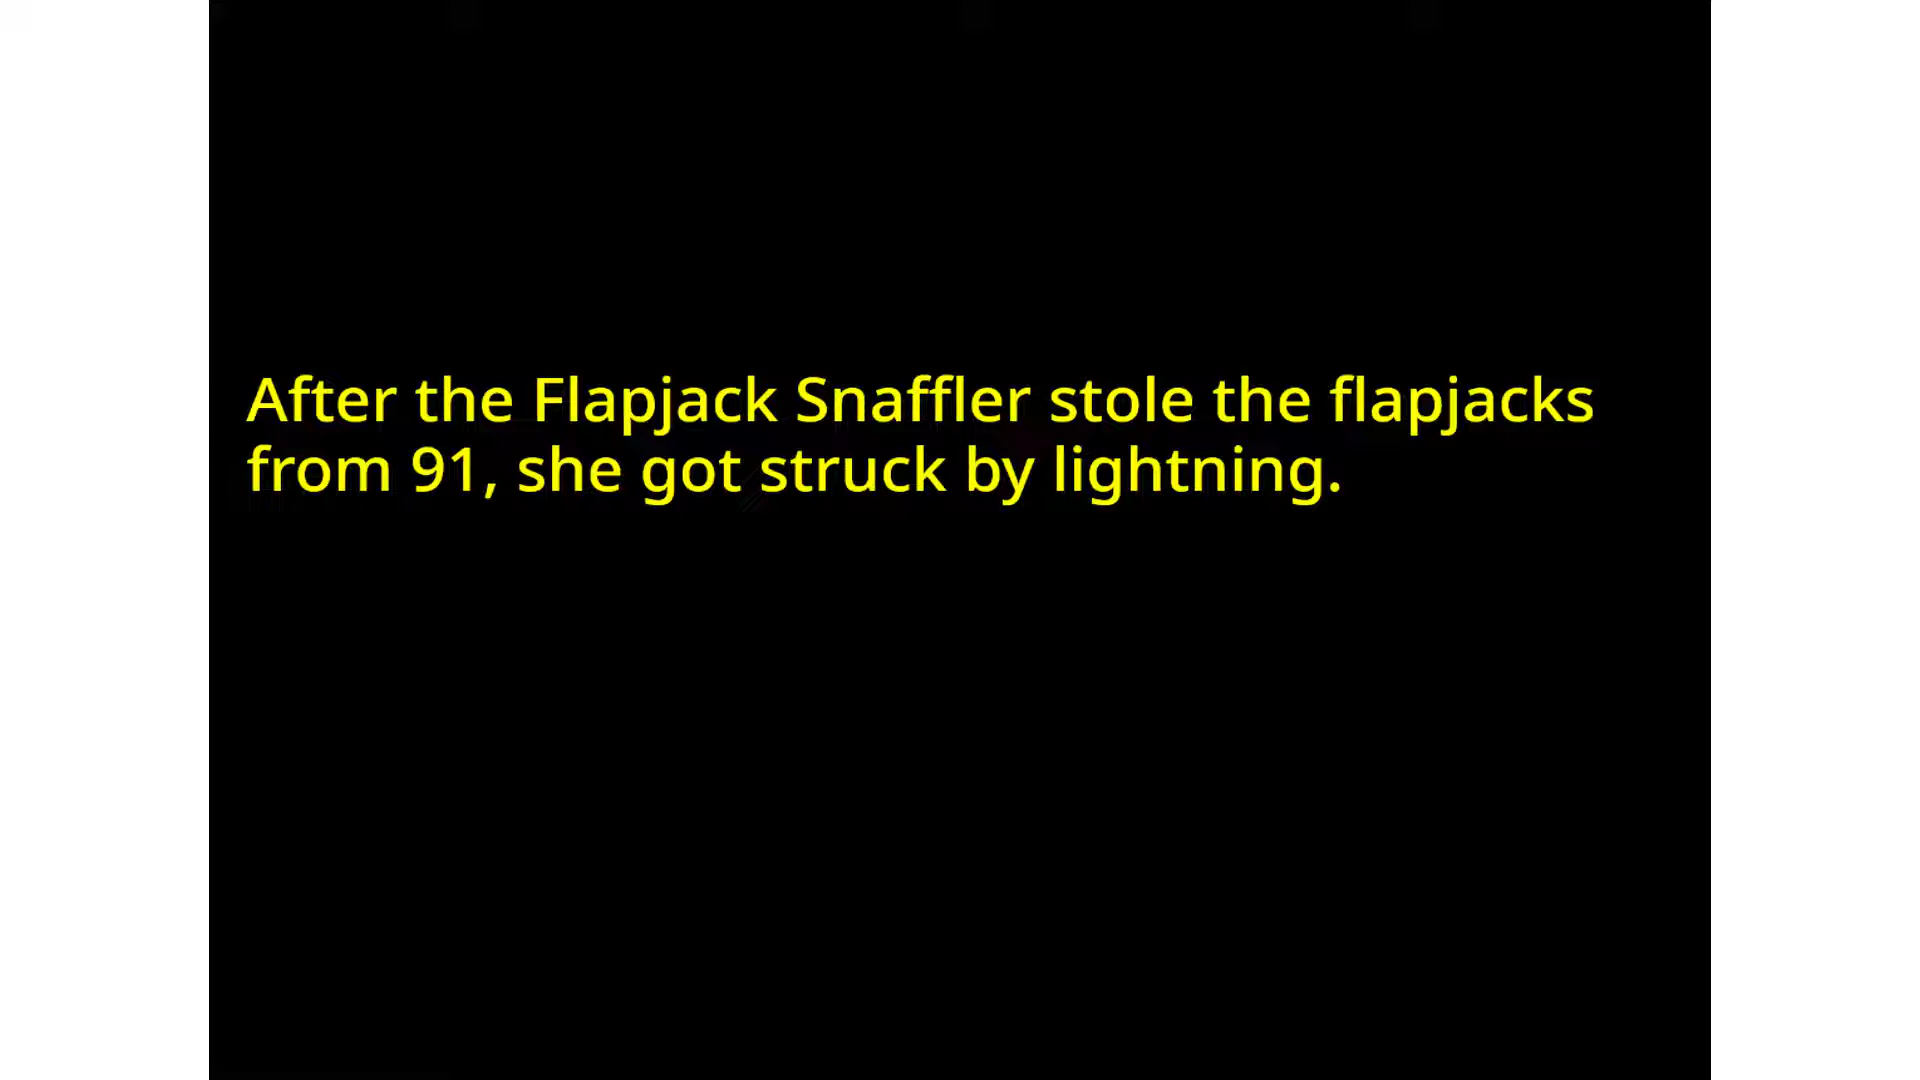 After the Flapjack Snaffler stole the flapjacks
from 91, she got struck by lightning.